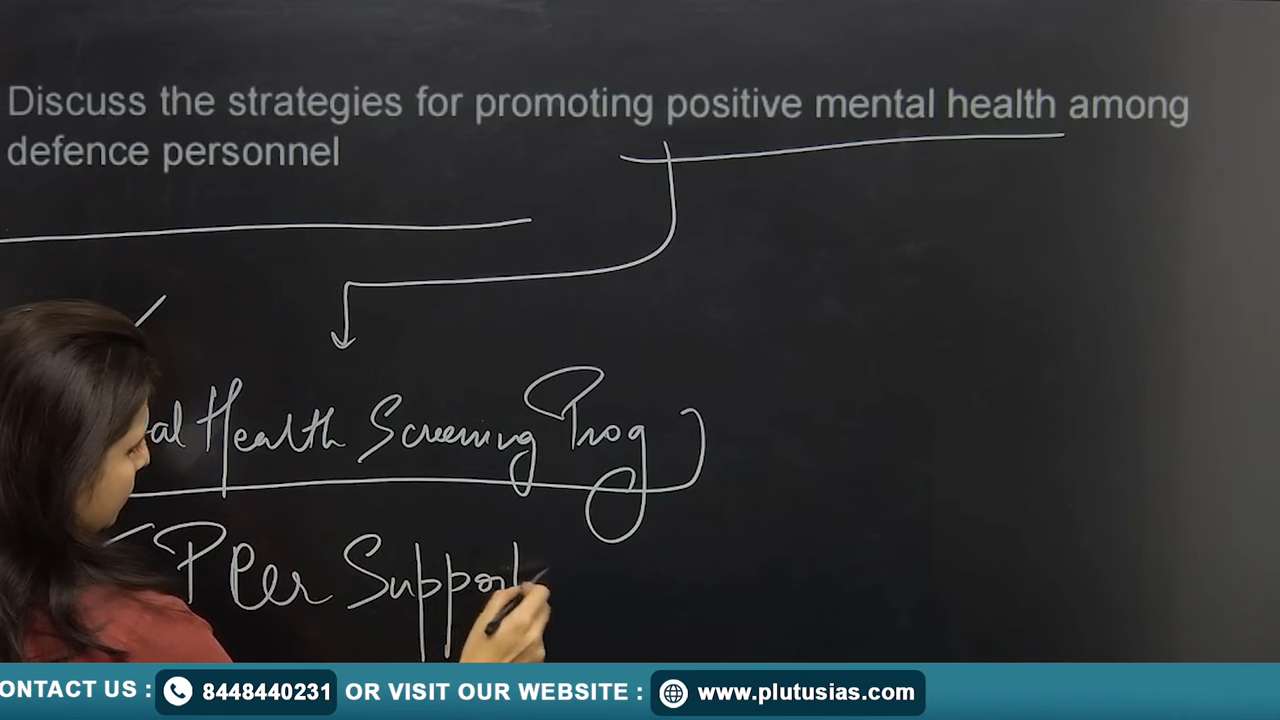 Discuss the strategies for promoting positive mental health among
defence personnel
al Health Screening Prog
Peer Support
ONTACT US : 8448440231 OR VISIT OUR WEBSITE : www.plutusias.com